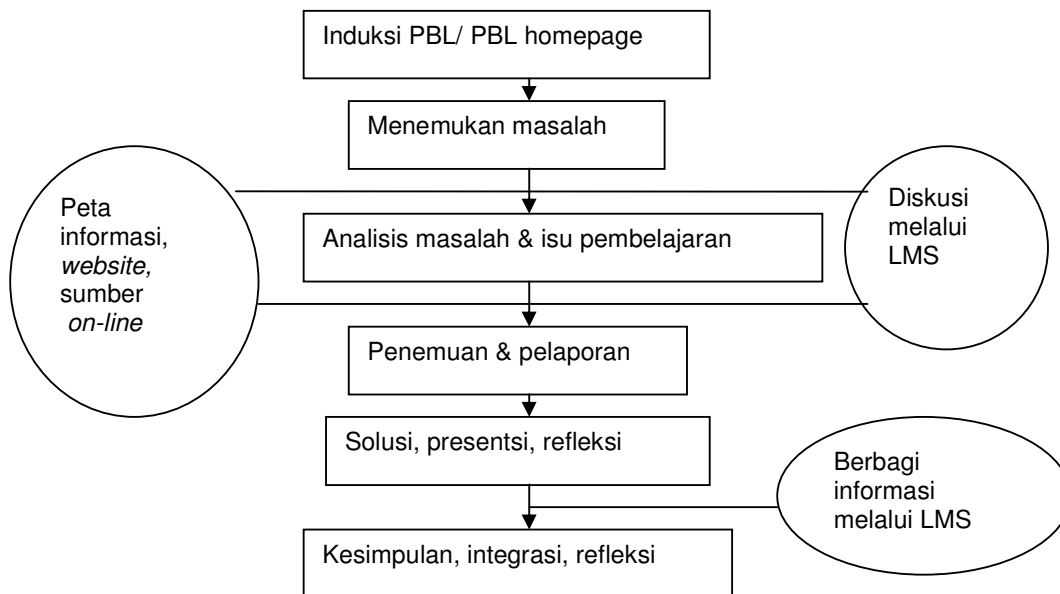 Induksi PBL/ PBL homepage
Menemukan masalah
Peta
informasi,
website,
sumber
on-line
Diskusi
melalui
LMS
Analisis masalah & isu pembelajaran
Penemuan & pelaporan
Solusi, presentsi, refleksi
Berbagi
informasi
melalui LMS
Kesimpulan, integrasi, refleksi